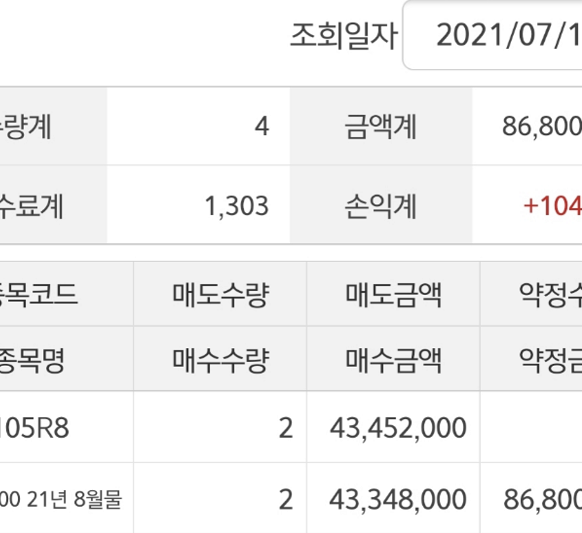 조회일자 2021/07/1
량계 4 금액계 86,800
수료계 1,303 손익계 +104
목코드 매도수량 매도금액 약정수
종목명 매수수량 매수금액 약정금
105R8 2 43,452,000
00 21년 8월물 2 43,348,000 86,800